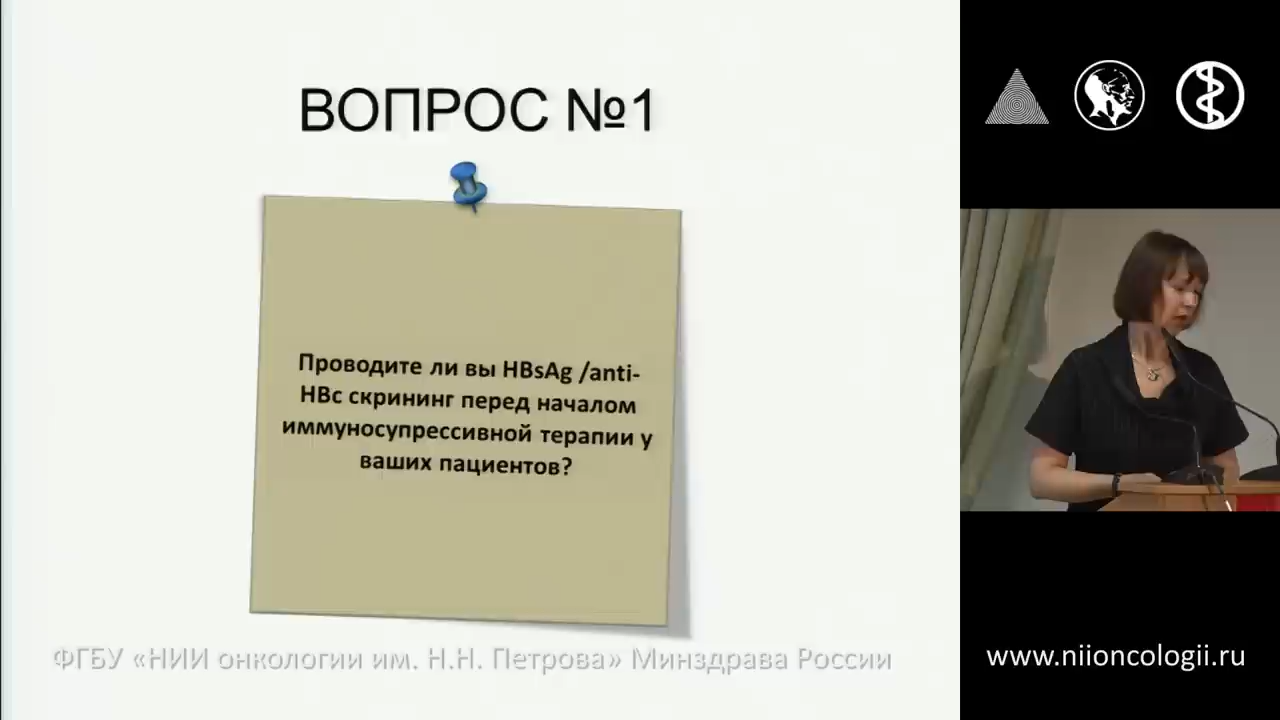 ВОПРОС №1
Проводите ли вы HBsAg /anti-
HBc скрининг перед началом
иммуносупрессивной терапии у
ваших пациентов?
ФГБУ «НИИ онкологии им. Н.Н. Петрова» Минздрава России
www.niioncologii.ru